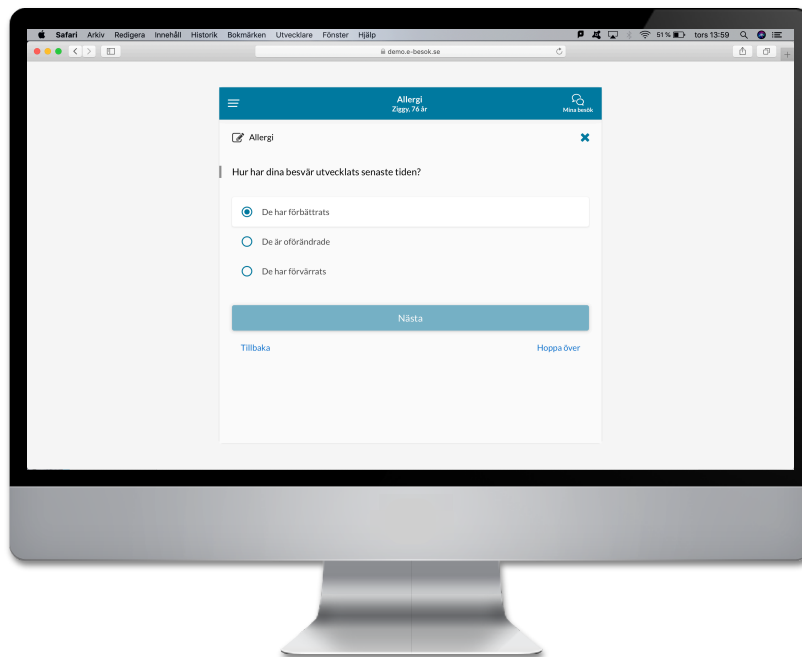 Safari Arkiv Redigera Innehåll Historik Bokmärken Utvecklare Fönster Hjälp 51 % tors 13:59
demo.e-besok.se
Allergi
Ziggy, 76 år
Mina besök
Allergi
Hur har dina besvär utvecklats senaste tiden?
De har förbättrats
De är oförändrade
De har förvärrats
Nästa
Tillbaka Hoppa över